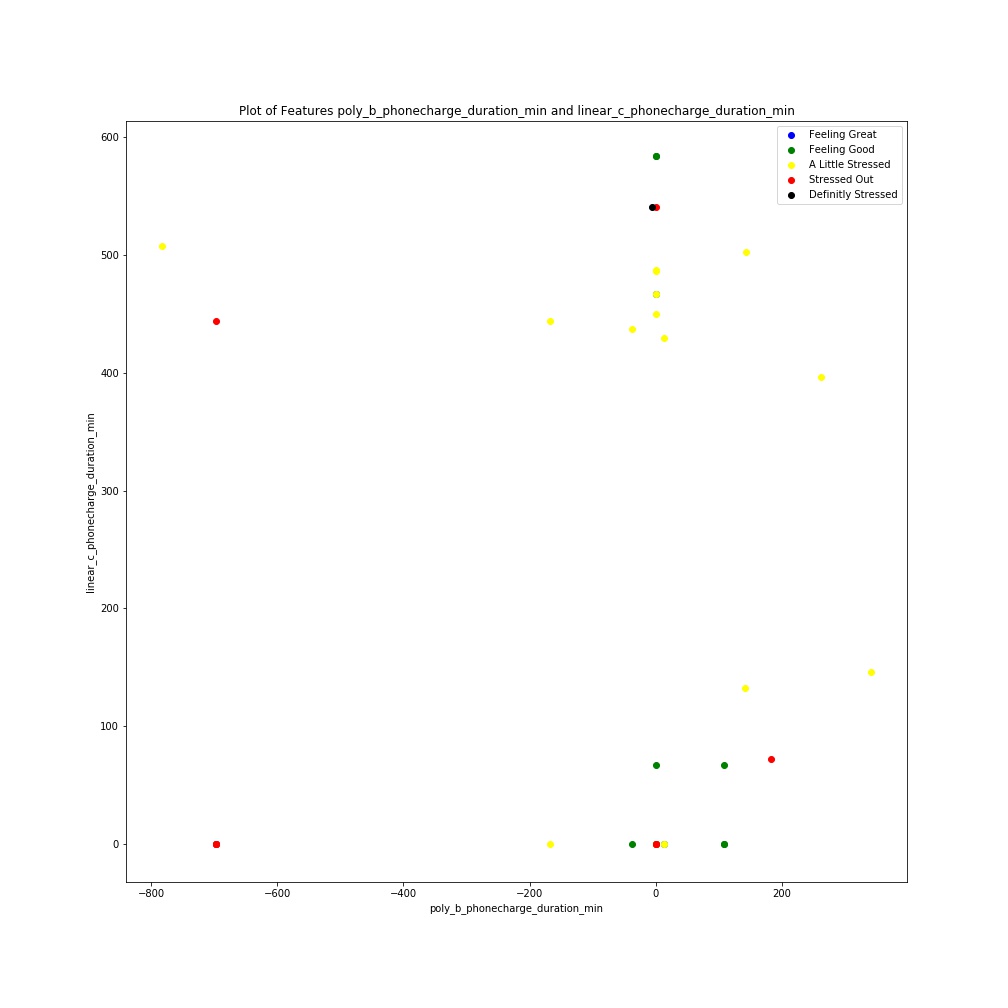 Plot of Features poly_b_phonecharge_duration_min and linear_c_phonecharge_duration_min
Feeling Great
Feeling Good
A Little Stressed
Stressed Out
Definitly Stressed
600
500
400
300
200
100
0
linear_c_phonecharge_duration_min
−800
−600
−400
−200
0
200
poly_b_phonecharge_duration_min